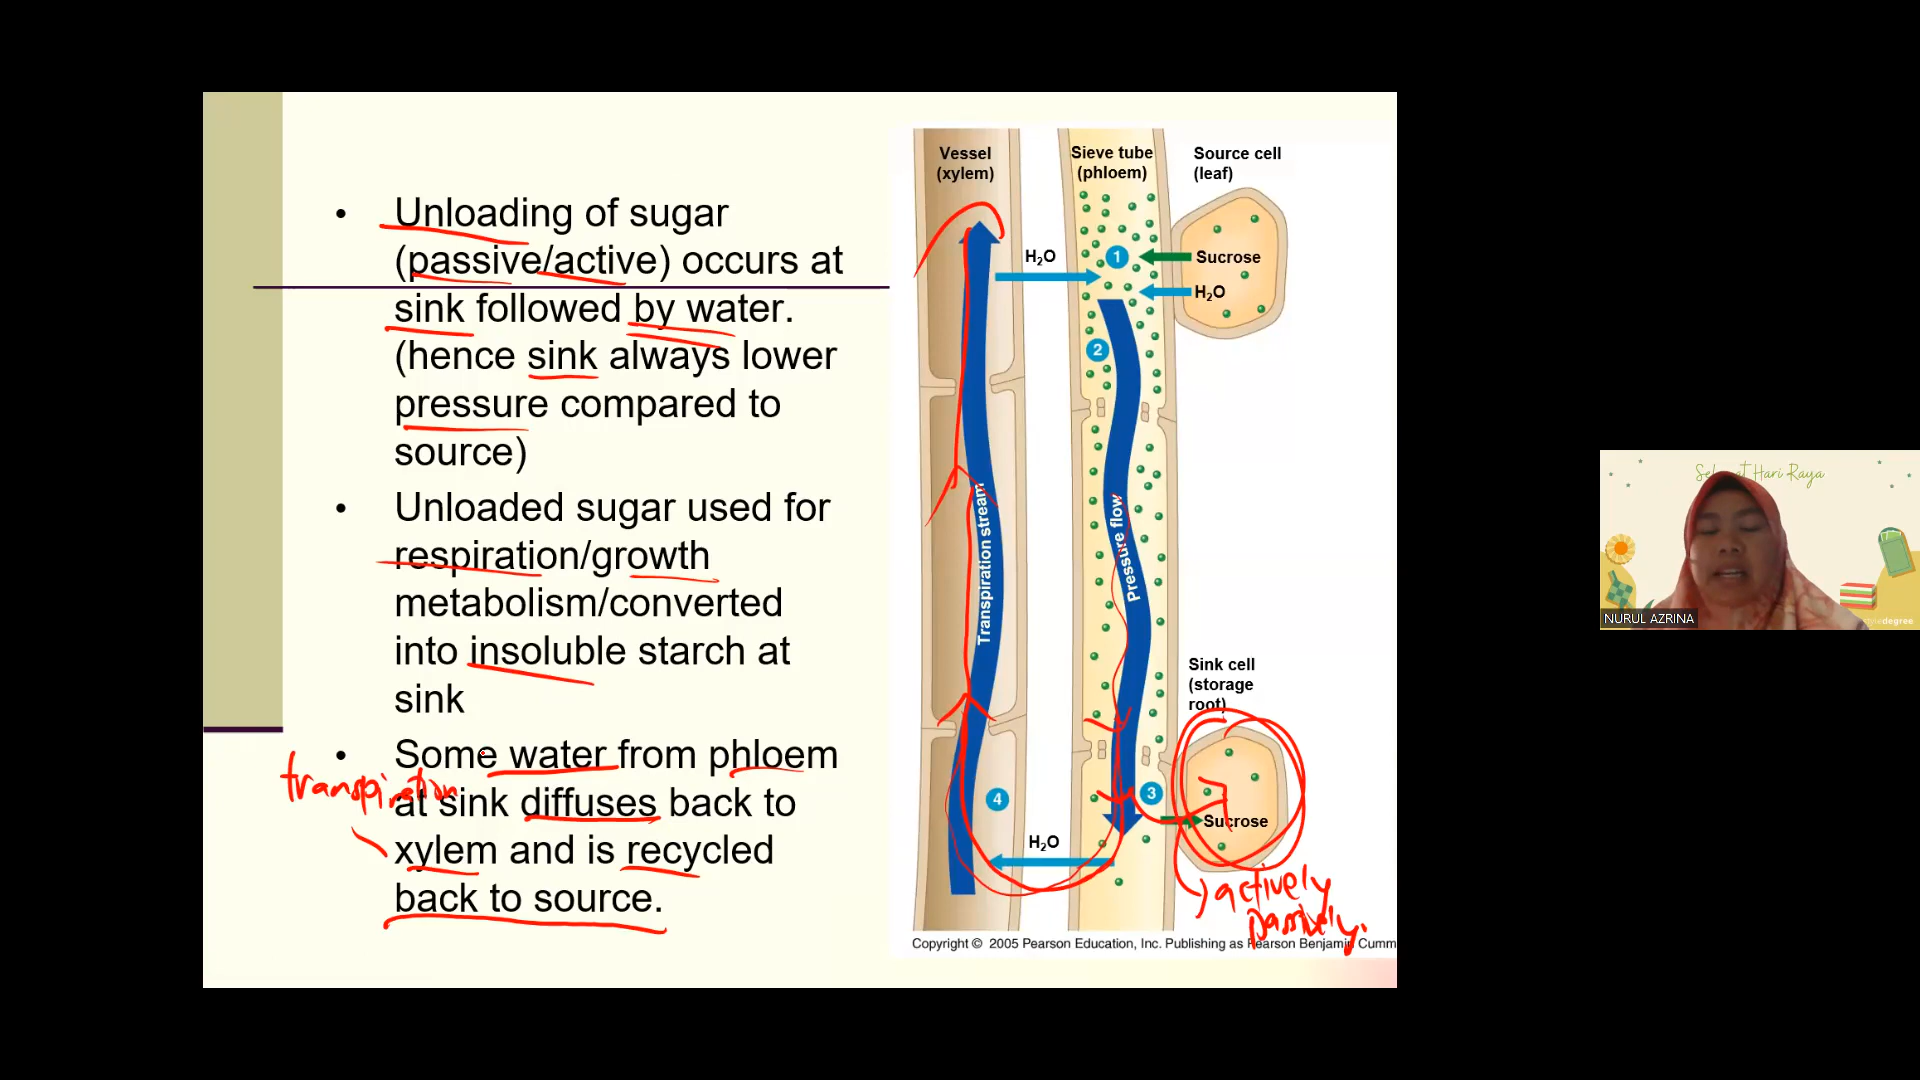 • Unloading of sugar
(passive/active) occurs at
sink followed by water.
(hence sink always lower
pressure compared to
source)
• Unloaded sugar used for
respiration/growth
metabolism/converted
into insoluble starch at
sink
• Some water from phloem
at sink diffuses back to
xylem and is recycled
back to source.
transpiration
Vessel
(xylem)
Sieve tube
(phloem)
Source cell
(leaf)
H₂O
1
Sucrose
H₂O
2
Transpiration stream
Pressure flow
Sink cell
(storage
root)
4
3
Sucrose
H₂O
actively
passively.
Copyright © 2005 Pearson Education, Inc. Publishing as Pearson Benjamin Cumm
Selamat Hari Raya
NURUL AZRINA